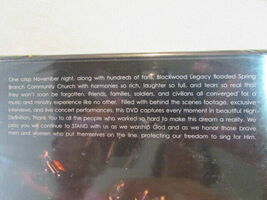 One crisp November night, along with hundreds of fans, Blackwood Legacy flooded Spring
Branch Community Church with harmonies so rich, laughter so full, and tears so real that
they won't soon be forgotten. Friends, families, soldiers, and civilians all converged for a
music and ministry experience like no other. Filled with behind the scenes footage, exclusive
interviews, and live concert performances, this DVD captures every moment in beautiful High-
Definition. Thank You to all the people who worked so hard to make this dream a reality. We
pray you will continue to STAND with us as we worship God and as we honor those brave
men and women who put themselves on the line, protecting our freedom to sing for Him.